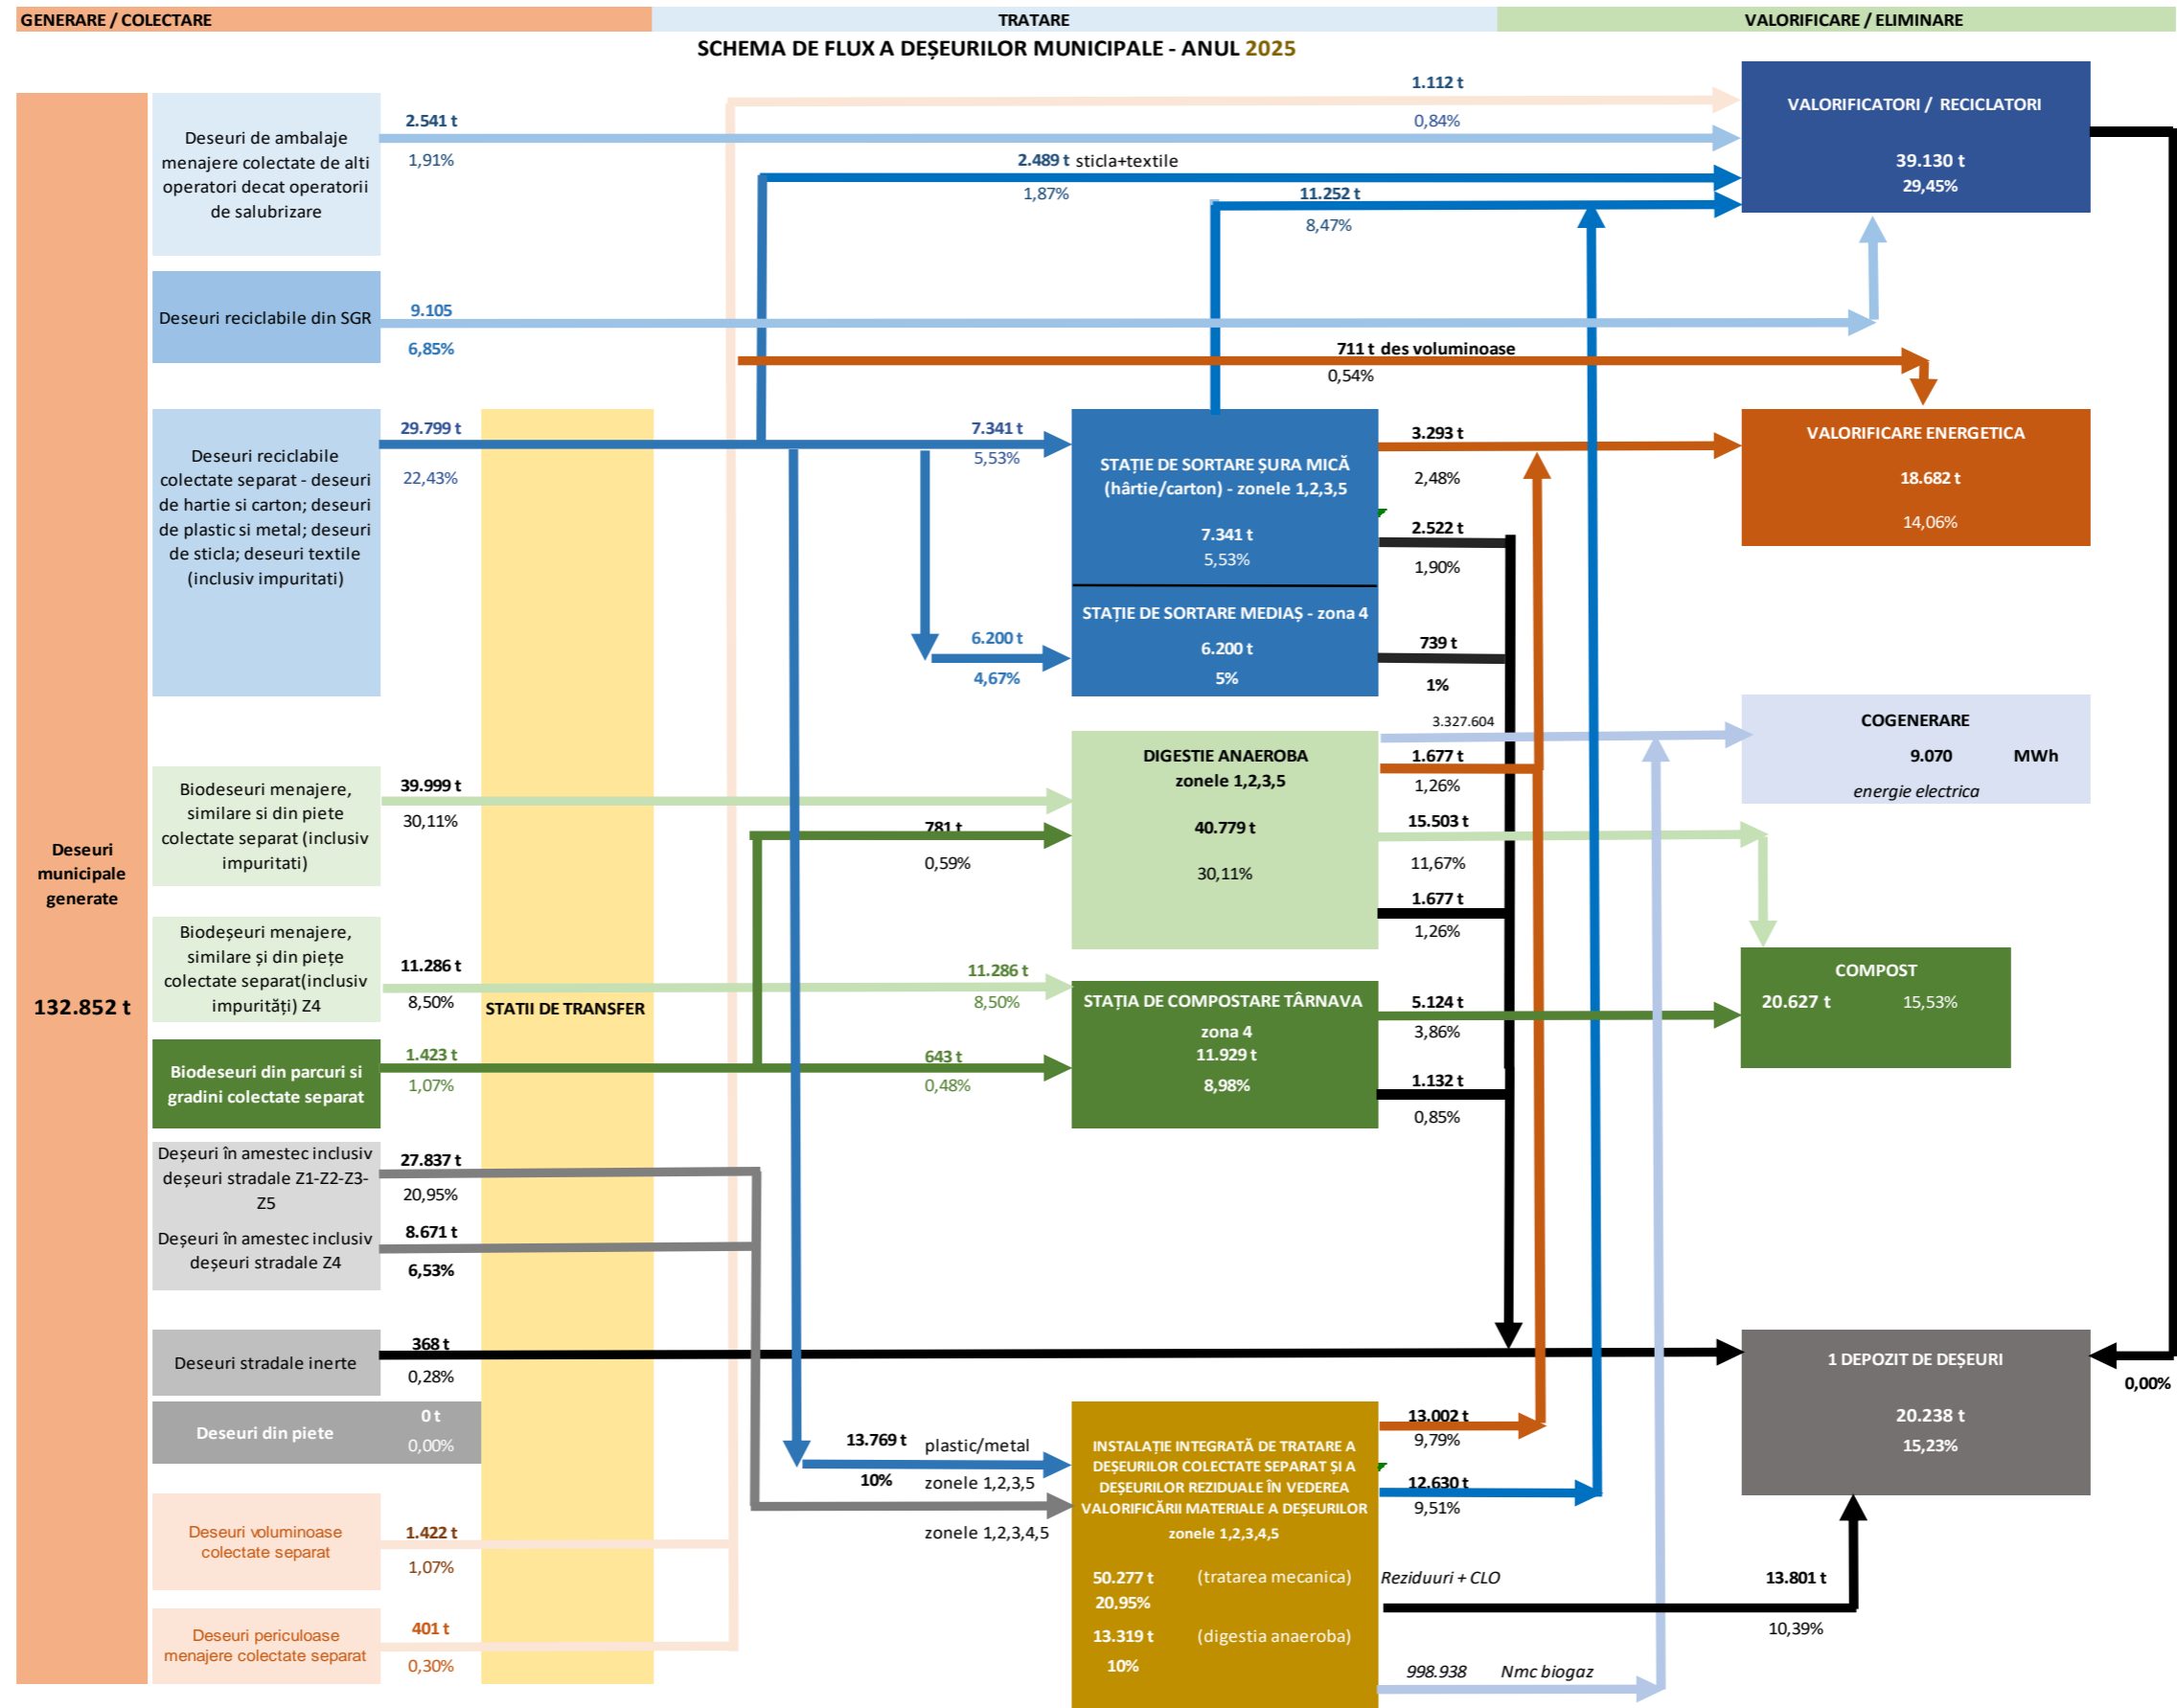 GENERARE / COLECTARE
TRATARE
VALORIFICARE / ELIMINARE
SCHEMA DE FLUX A DEȘEURILOR MUNICIPALE - ANUL 2025
Deseuri
municipale
generate
132.852 t
Deseuri de ambalaje
menajere colectate de alti
operatori decat operatorii
de salubrizare
2.541 t
1,91%
1.112 t
0,84%
2.489 t sticla+textile
1,87%
11.252 t
8,47%
VALORIFICATORI / RECICLATORI
39.130 t
29,45%
Deseuri reciclabile din SGR
9.105
6,85%
711 t des voluminoase
0,54%
Deseuri reciclabile
colectate separat - deseuri
de hartie si carton; deseuri
de plastic si metal; deseuri
de sticla; deseuri textile
(inclusiv impuritati)
29.799 t
22,43%
7.341 t
5,53%
6.200 t
4,67%
STAȚIE DE SORTARE ȘURA MICĂ
(hârtie/carton) - zonele 1,2,3,5
7.341 t
5,53%
STAȚIE DE SORTARE MEDIAȘ - zona 4
6.200 t
5%
3.293 t
2,48%
2.522 t
1,90%
739 t
1%
VALORIFICARE ENERGETICA
18.682 t
14,06%
Biodeseuri menajere,
similare si din piete
colectate separat (inclusiv
impuritati)
39.999 t
30,11%
781 t
0,59%
DIGESTIE ANAEROBA
zonele 1,2,3,5
40.779 t
30,11%
3.327.604
1.677 t
1,26%
15.503 t
11,67%
1.677 t
1,26%
COGENERARE
9.070 MWh
energie electrica
Biodeșeuri menajere,
similare și din piețe
colectate separat(inclusiv
impurități) Z4
11.286 t
8,50%
STATII DE TRANSFER
11.286 t
8,50%
STAȚIA DE COMPOSTARE TÂRNAVA
zona 4
11.929 t
8,98%
5.124 t
3,86%
1.132 t
0,85%
COMPOST
20.627 t 15,53%
Biodeseuri din parcuri si
gradini colectate separat
1.423 t
1,07%
643 t
0,48%
Deșeuri în amestec inclusiv
deșeuri stradale Z1-Z2-Z3-
Z5
27.837 t
20,95%
Deșeuri în amestec inclusiv
deșeuri stradale Z4
8.671 t
6,53%
Deseuri stradale inerte
368 t
0,28%
1 DEPOZIT DE DEȘEURI
20.238 t
15,23%
0,00%
Deseuri din piete
0 t
0,00%
13.769 t plastic/metal
10% zonele 1,2,3,5
zonele 1,2,3,4,5
INSTALAȚIE INTEGRATĂ DE TRATARE A
DEȘEURILOR COLECTATE SEPARAT ȘI A
DEȘEURILOR REZIDUALE ÎN VEDEREA
VALORIFICĂRII MATERIALE A DEȘEURILOR
zonele 1,2,3,4,5
50.277 t (tratarea mecanica)
20,95%
13.319 t (digestia anaeroba)
10%
13.002 t
9,79%
12.630 t
9,51%
Reziduuri + CLO
13.801 t
10,39%
998.938 Nmc biogaz
Deseuri voluminoase
colectate separat
1.422 t
1,07%
Deseuri periculoase
menajere colectate separat
401 t
0,30%